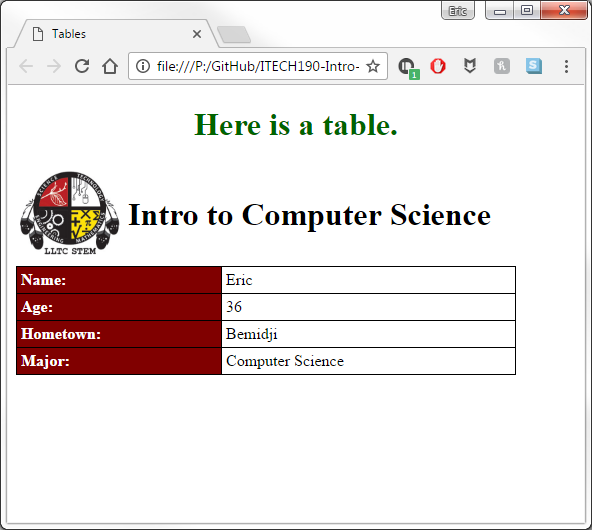 Eric
Tables
file:///P:/GitHub/ITECH190-Intro-
1
Here is a table.
SCIENCE TECHNOLOGY
ENGINEERING MATHEMATICS
LLTC STEM
Intro to Computer Science
Name: Eric
Age: 36
Hometown: Bemidji
Major: Computer Science